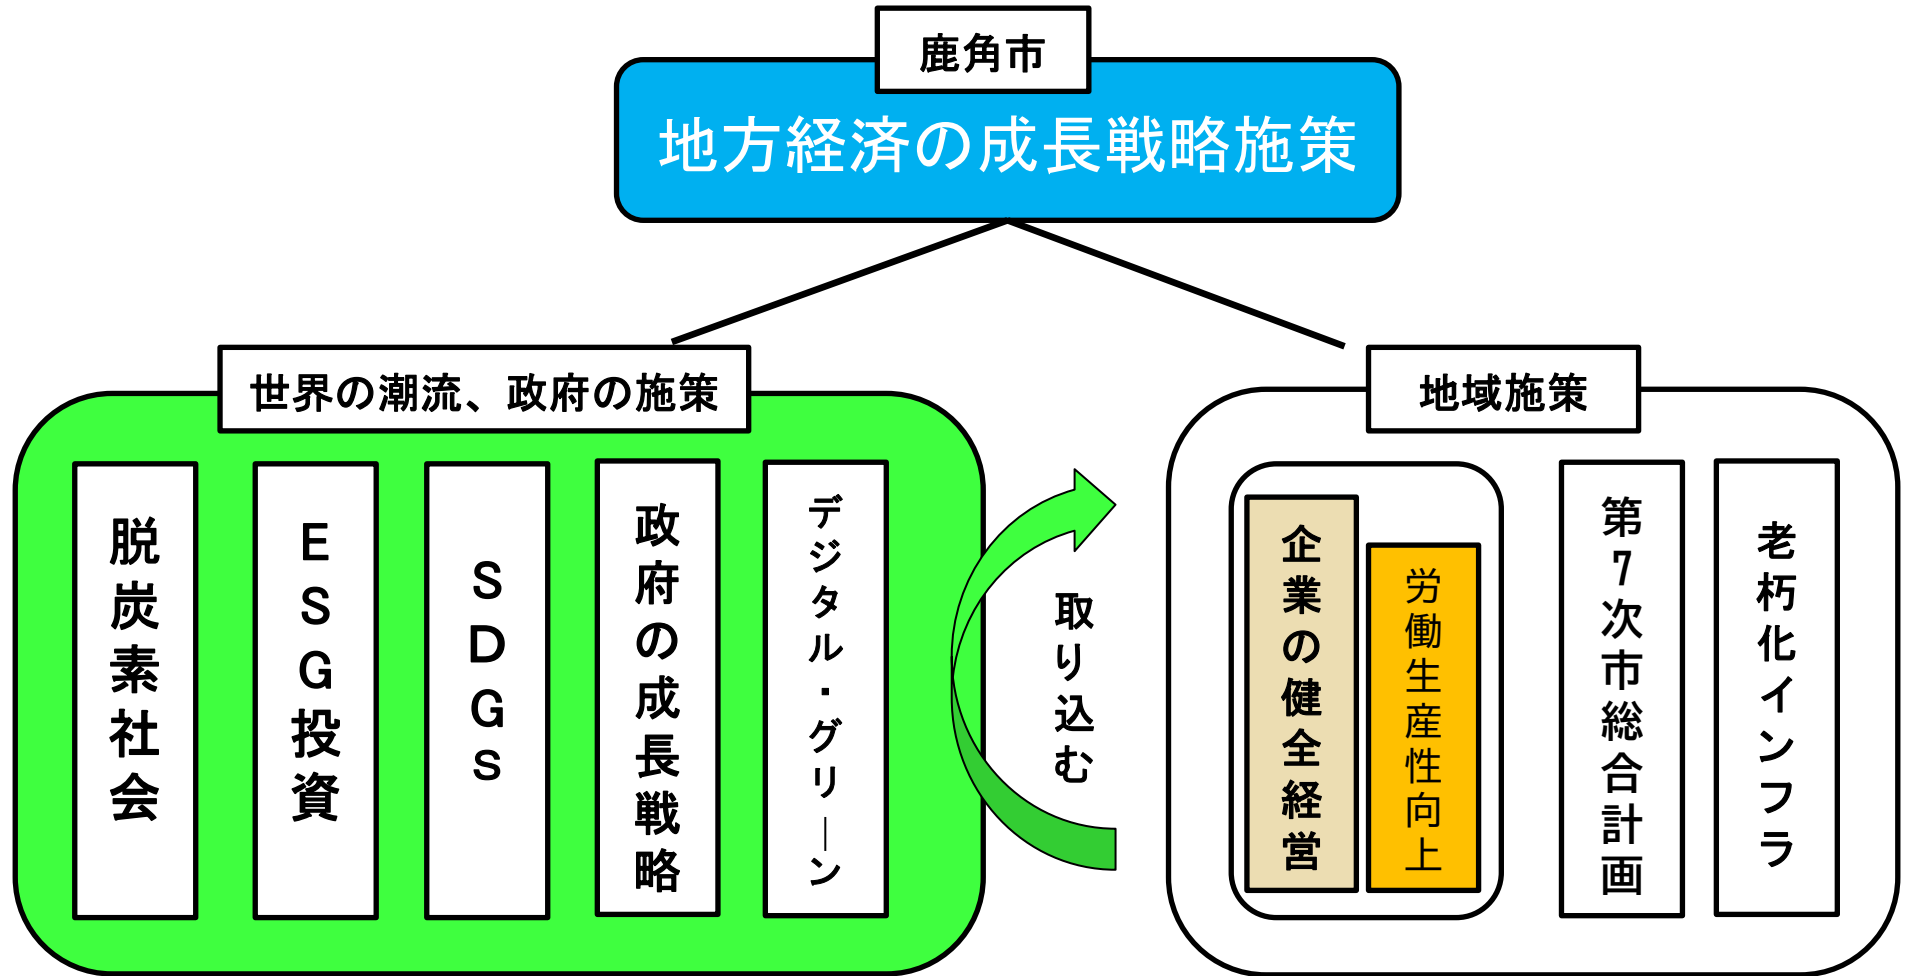 鹿角市
地方経済の成長戦略施策
世界の潮流、政府の施策
地域施策
脱炭素社会
ESG投資
SDGs
政府の成長戦略
デジタル・グリーン
取り込む
企業の健全経営
労働生産性向上
第7次市総合計画
老朽化インフラ